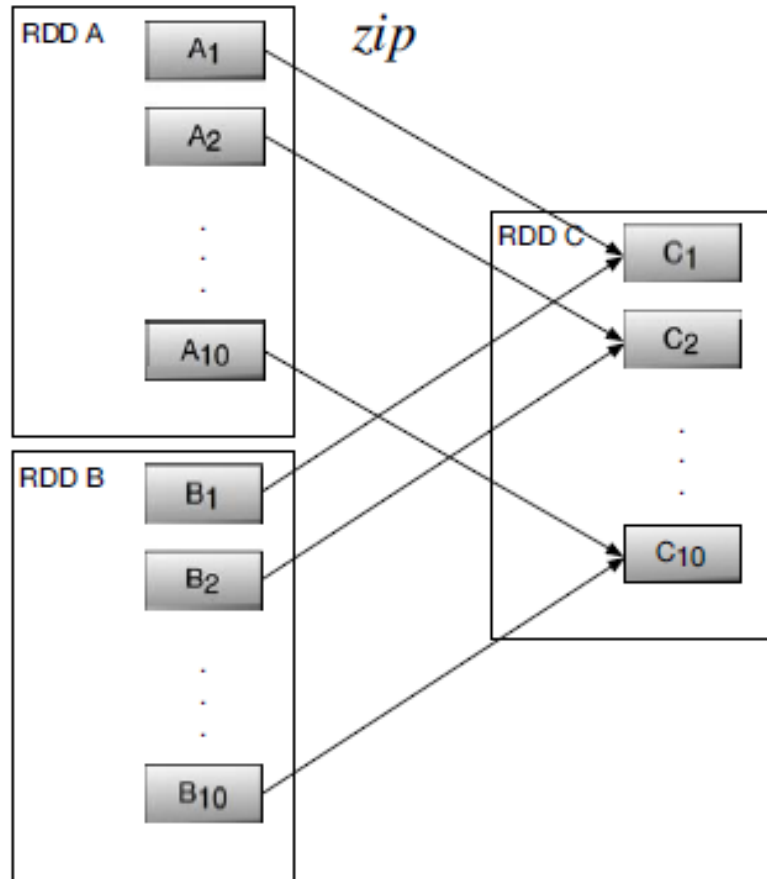 zip
RDD A
A1
A2
.
.
.
A10
RDD B
B1
B2
.
.
.
B10
RDD C
C1
C2
.
.
.
C10